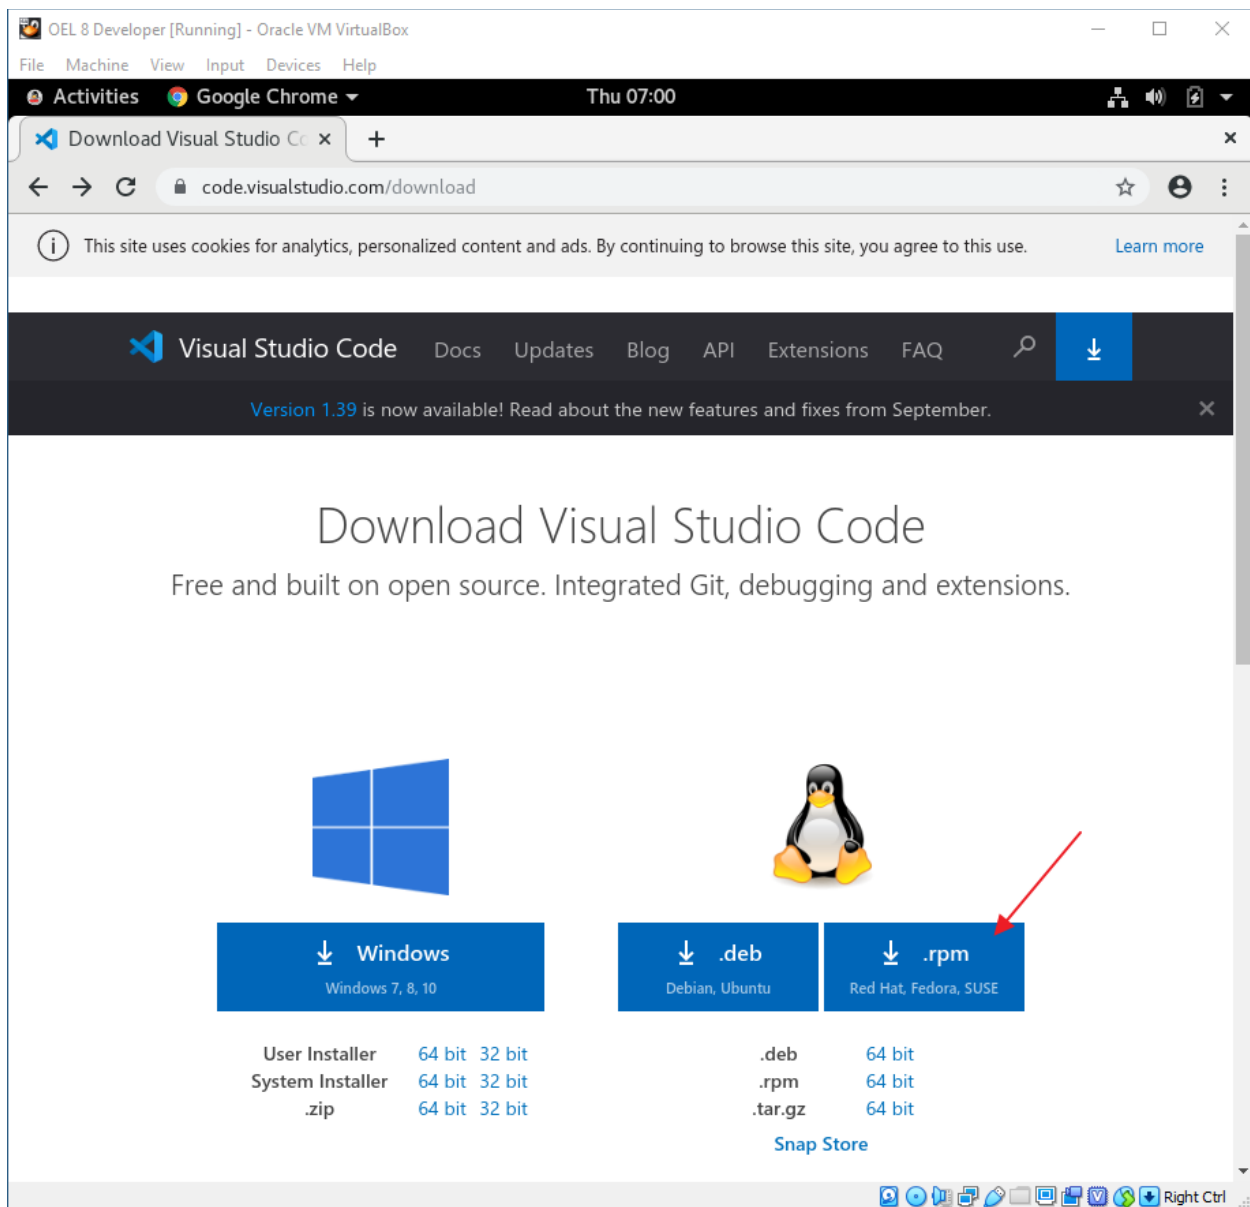 OEL 8 Developer [Running] - Oracle VM VirtualBox
File Machine View Input Devices Help
Activities Google Chrome Thu 07:00
Download Visual Studio Co
code.visualstudio.com/download
This site uses cookies for analytics, personalized content and ads. By continuing to browse this site, you agree to this use. Learn more
Visual Studio Code Docs Updates Blog API Extensions FAQ
Version 1.39 is now available! Read about the new features and fixes from September.
Download Visual Studio Code
Free and built on open source. Integrated Git, debugging and extensions.
Windows
Windows 7, 8, 10
.deb
Debian, Ubuntu
.rpm
Red Hat, Fedora, SUSE
User Installer 64 bit 32 bit
System Installer 64 bit 32 bit
.zip 64 bit 32 bit
.deb 64 bit
.rpm 64 bit
.tar.gz 64 bit
Snap Store
Right Ctrl